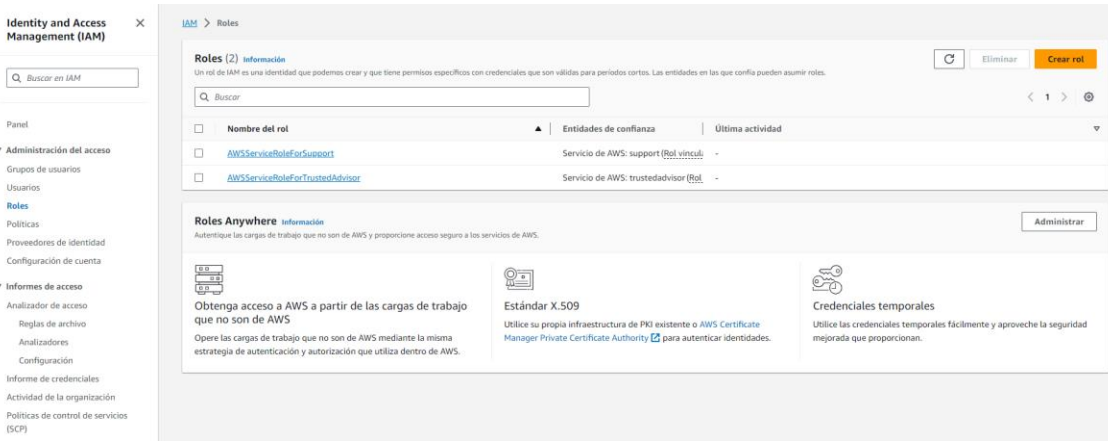 Identity and Access
Management (IAM)
Buscar en IAM
Panel
Administración del acceso
Grupos de usuarios
Usuarios
Roles
Políticas
Proveedores de identidad
Configuración de cuenta
Informes de acceso
Analizador de acceso
Reglas de archivo
Analizadores
Configuración
Informe de credenciales
Actividad de la organización
Políticas de control de servicios
(SCP)
IAM > Roles
Roles (2) Información
Un rol de IAM es una identidad que podemos crear y que tiene permisos específicos con credenciales que son válidas para períodos cortos. Las entidades en las que confía pueden asumir roles.
Eliminar
Crear rol
Buscar
1
Nombre del rol Entidades de confianza Última actividad
AWSServiceRoleForSupport Servicio de AWS: support (Rol vincul -
AWSServiceRoleForTrustedAdvisor Servicio de AWS: trustedadvisor (Rol -
Roles Anywhere Información
Autentique las cargas de trabajo que no son de AWS y proporcione acceso seguro a los servicios de AWS.
Administrar
Obtenga acceso a AWS a partir de las cargas de trabajo
que no son de AWS
Opere las cargas de trabajo que no son de AWS mediante la misma
estrategia de autenticación y autorización que utiliza dentro de AWS.
Estándar X.509
Utilice su propia infraestructura de PKI existente o AWS Certificate
Manager Private Certificate Authority para autenticar identidades.
Credenciales temporales
Utilice las credenciales temporales fácilmente y aproveche la seguridad
mejorada que proporcionan.